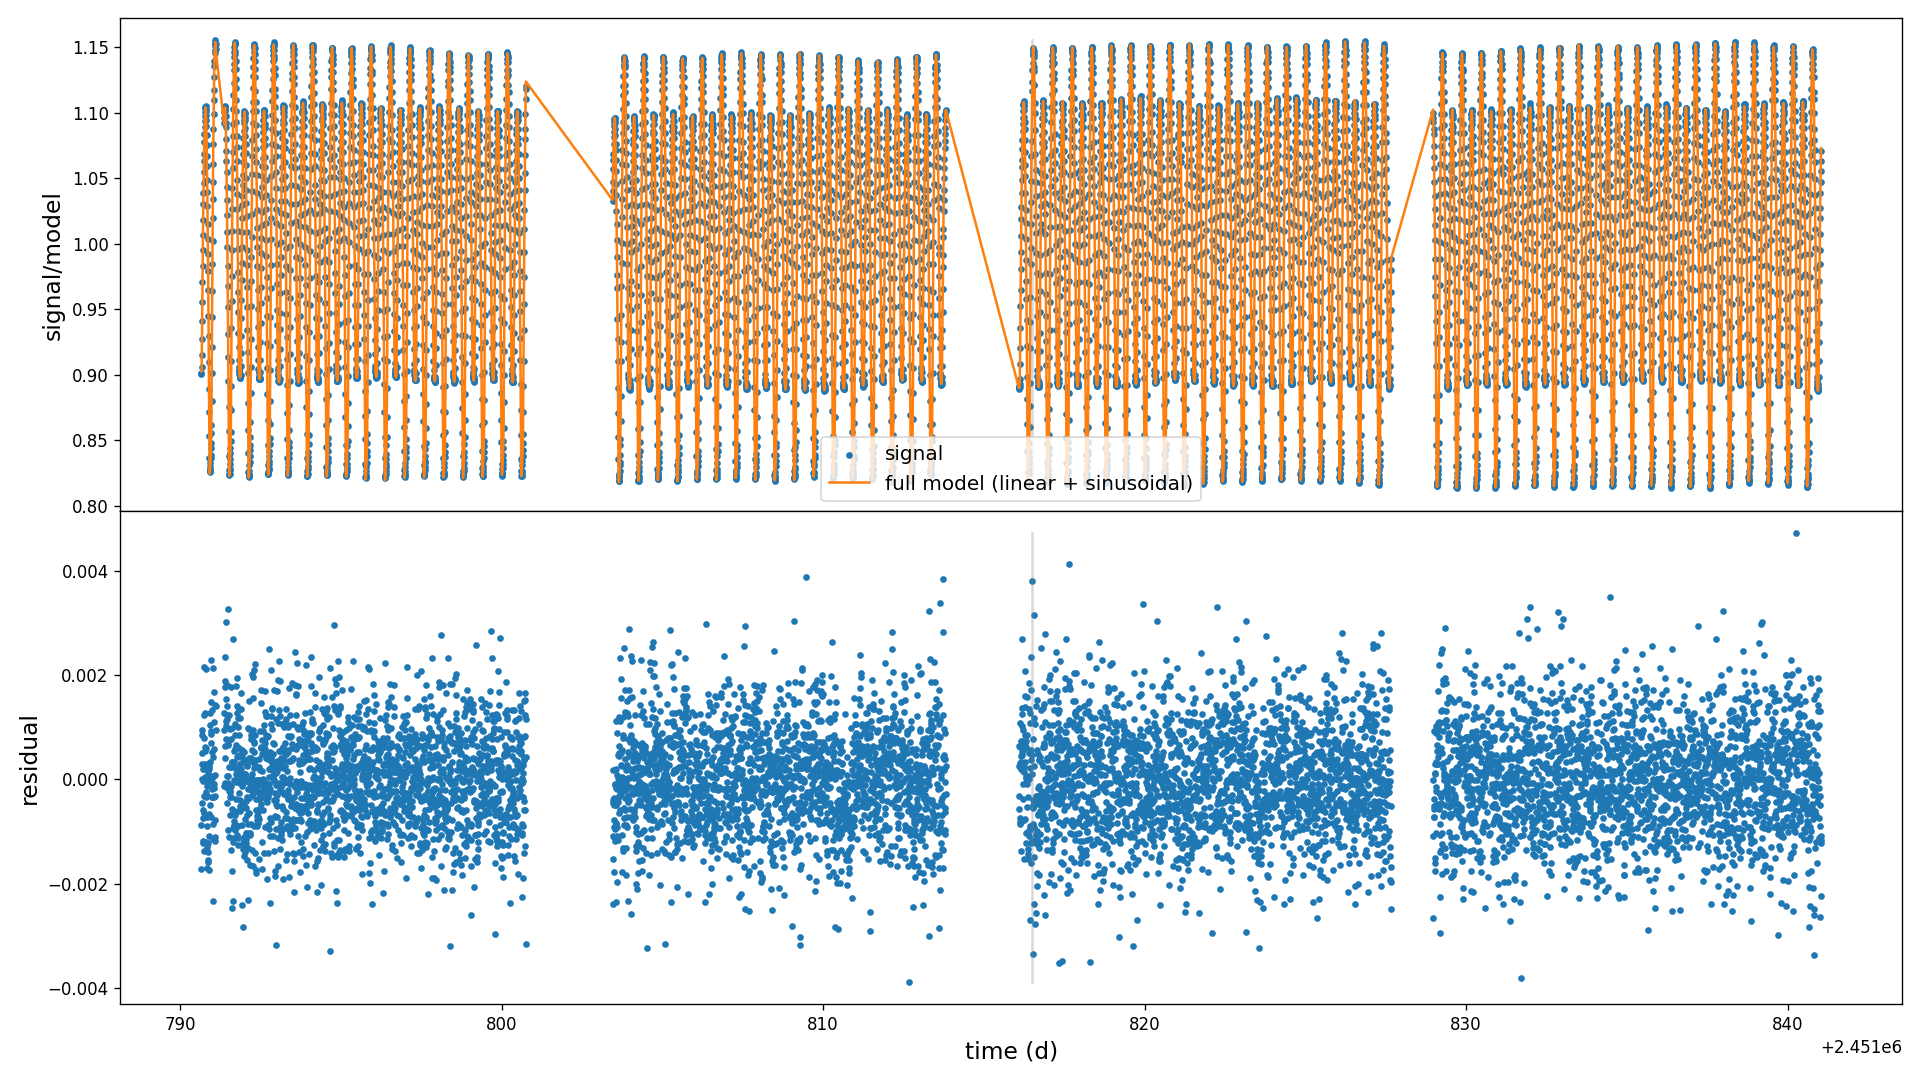 1.15
1.10
1.05
1.00
0.95
0.90
0.85
0.80
signal/model
signal
full model (linear + sinusoidal)
0.004
0.002
0.000
−0.002
−0.004
residual
790 800 810 820 830 840
time (d)
+2.451e6